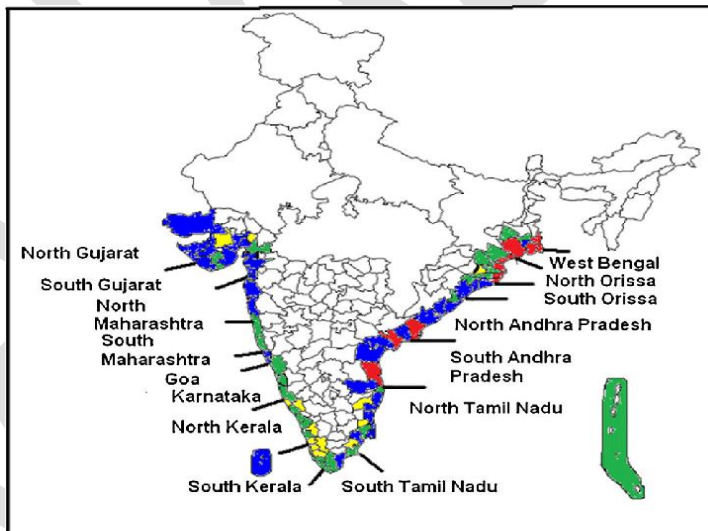 North Gujarat
South Gujarat
North
Maharashtra
South
Maharashtra
Goa
Karnataka
North Kerala
South Kerala
South Tamil Nadu
West Bengal
North Orissa
South Orissa
North Andhra Pradesh
South Andhra
Pradesh
North Tamil Nadu